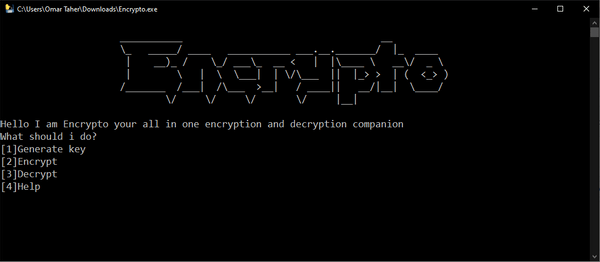 C:\Users\Omar Taher\Downloads\Encrypto.exe
Encrypto
Hello I am Encrypto your all in one encryption and decryption companion
What should i do?
[1]Generate key
[2]Encrypt
[3]Decrypt
[4]Help